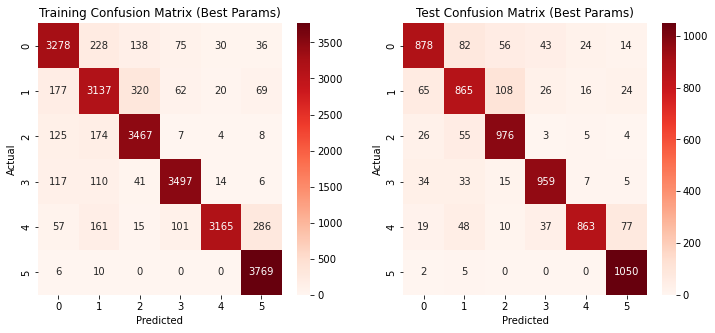 Training Confusion Matrix (Best Params)
Test Confusion Matrix (Best Params)
Actual
0 3278 228 138 75 30 36
1 177 3137 320 62 20 69
2 125 174 3467 7 4 8
3 117 110 41 3497 14 6
4 57 161 15 101 3165 286
5 6 10 0 0 0 3769
0 1 2 3 4 5
Predicted
3500
3000
2500
2000
1500
1000
500
0
Actual
0 878 82 56 43 24 14
1 65 865 108 26 16 24
2 26 55 976 3 5 4
3 34 33 15 959 7 5
4 19 48 10 37 863 77
5 2 5 0 0 0 1050
0 1 2 3 4 5
Predicted
1000
800
600
400
200
0